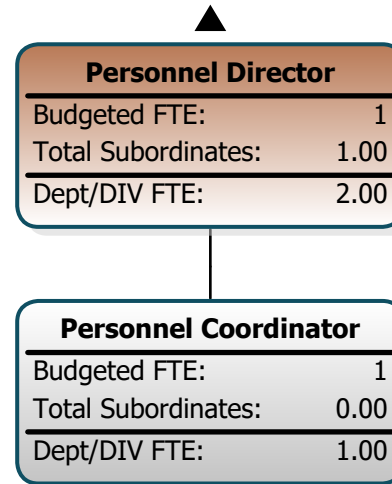 Personnel Director
Budgeted FTE: 1
Total Subordinates: 1.00
Dept/DIV FTE: 2.00
Personnel Coordinator
Budgeted FTE: 1
Total Subordinates: 0.00
Dept/DIV FTE: 1.00